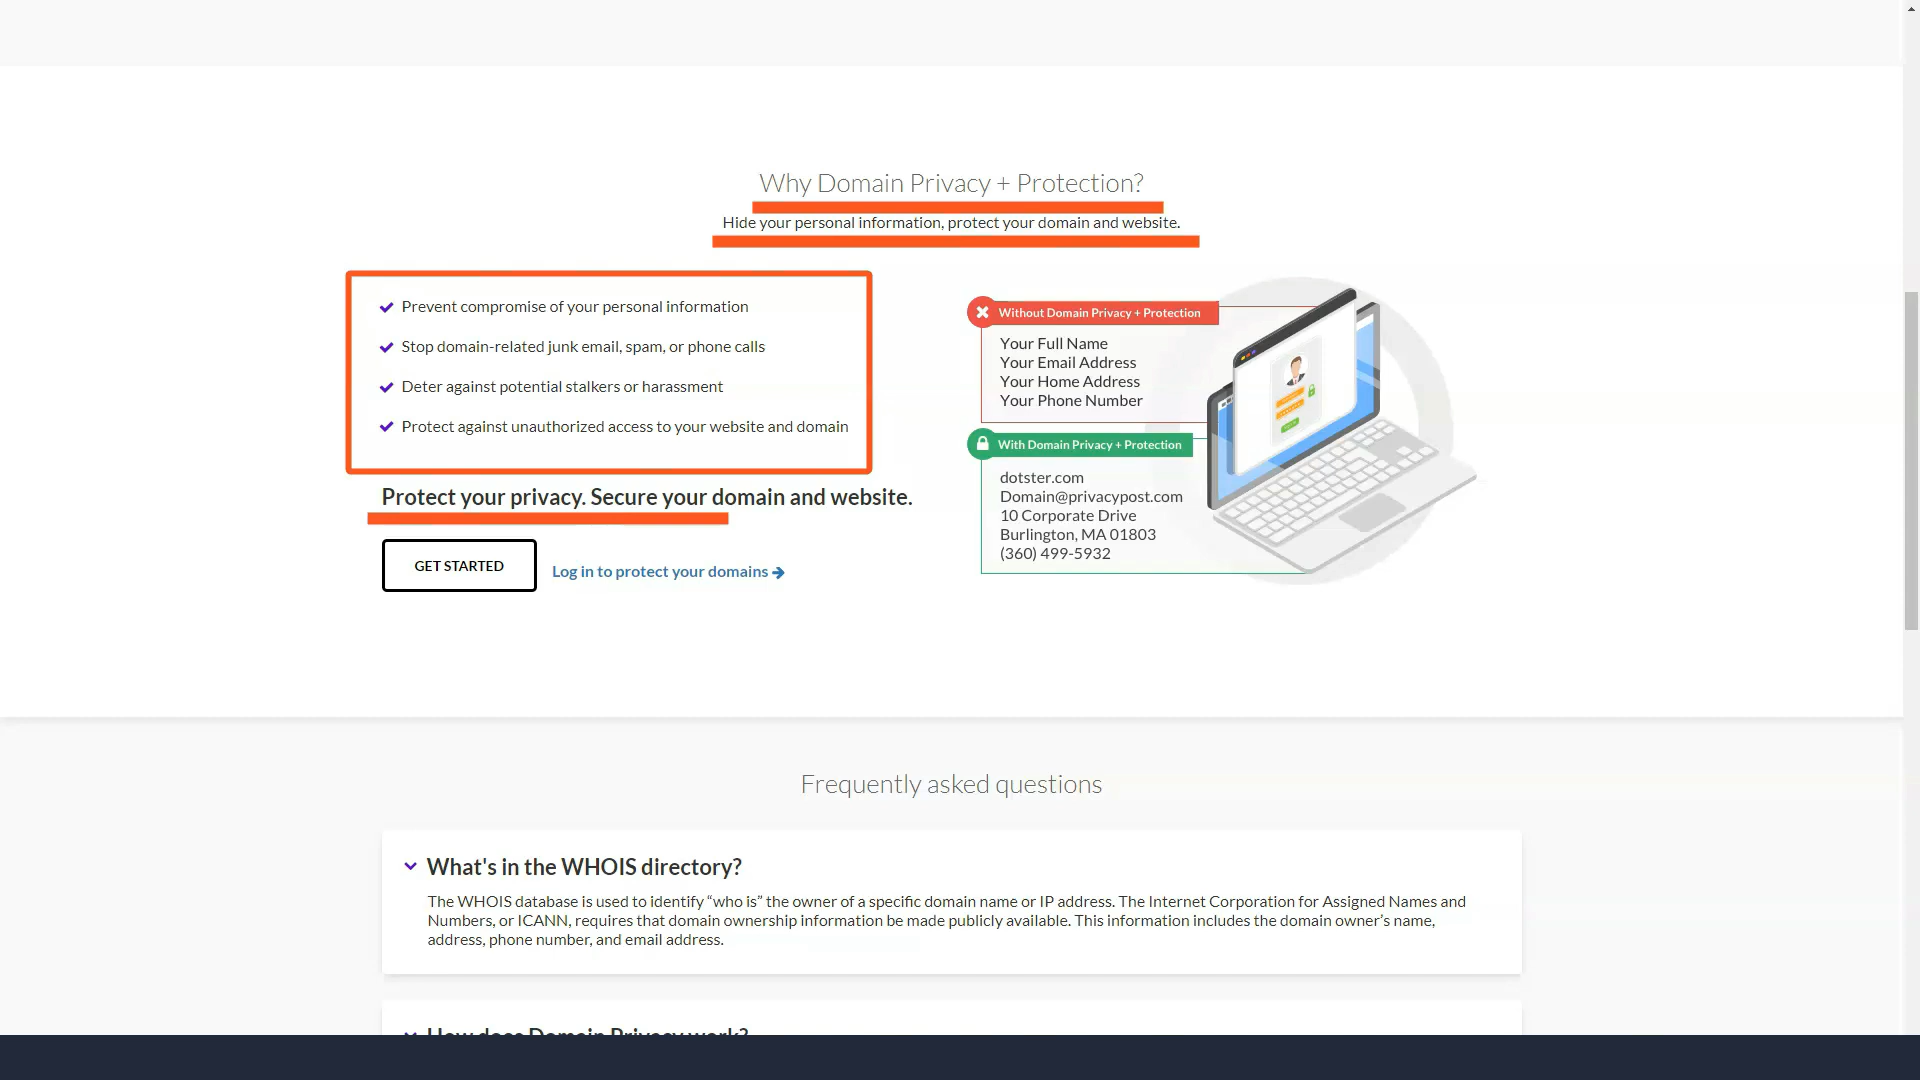 Why Domain Privacy + Protection?
Hide your personal information, protect your domain and website.
Prevent compromise of your personal information
Stop domain-related junk email, spam, or phone calls
Deter against potential stalkers or harassment
Protect against unauthorized access to your website and domain
Protect your privacy. Secure your domain and website.
GET STARTED
Log in to protect your domains
Without Domain Privacy + Protection
Your Full Name
Your Email Address
Your Home Address
Your Phone Number
With Domain Privacy + Protection
dotster.com
Domain@privacypost.com
10 Corporate Drive
Burlington, MA 01803
(360) 499-5932
Frequently asked questions
What's in the WHOIS directory?
The WHOIS database is used to identify “who is” the owner of a specific domain name or IP address. The Internet Corporation for Assigned Names and
Numbers, or ICANN, requires that domain ownership information be made publicly available. This information includes the domain owner’s name,
address, phone number, and email address.
How does Domain Privacy work?